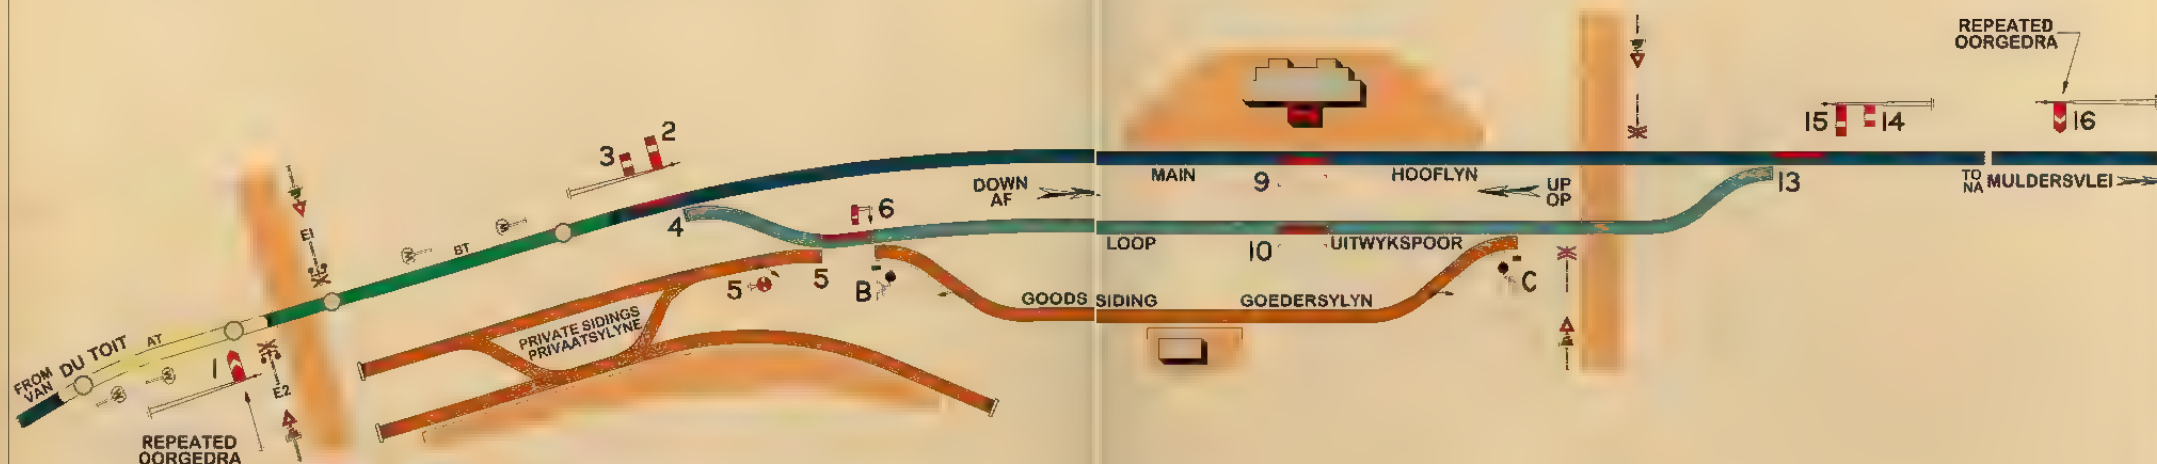 REPEATED
OORGEDRA
2
3
15
14
16
MAIN
9
HOOFLYN
DOWN
AF
UP
OP
13
TO
NA
MULDERSVLEI
4
6
E1
BT
LOOP
10
UITWYKSPOOR
5
5
B
C
GOODS SIDING
GOEDERSYLYN
PRIVATE SIDINGS
PRIVAATSYLYNE
FROM
VAN
DU TOIT
AT
1
E2
REPEATED
OORGEDRA